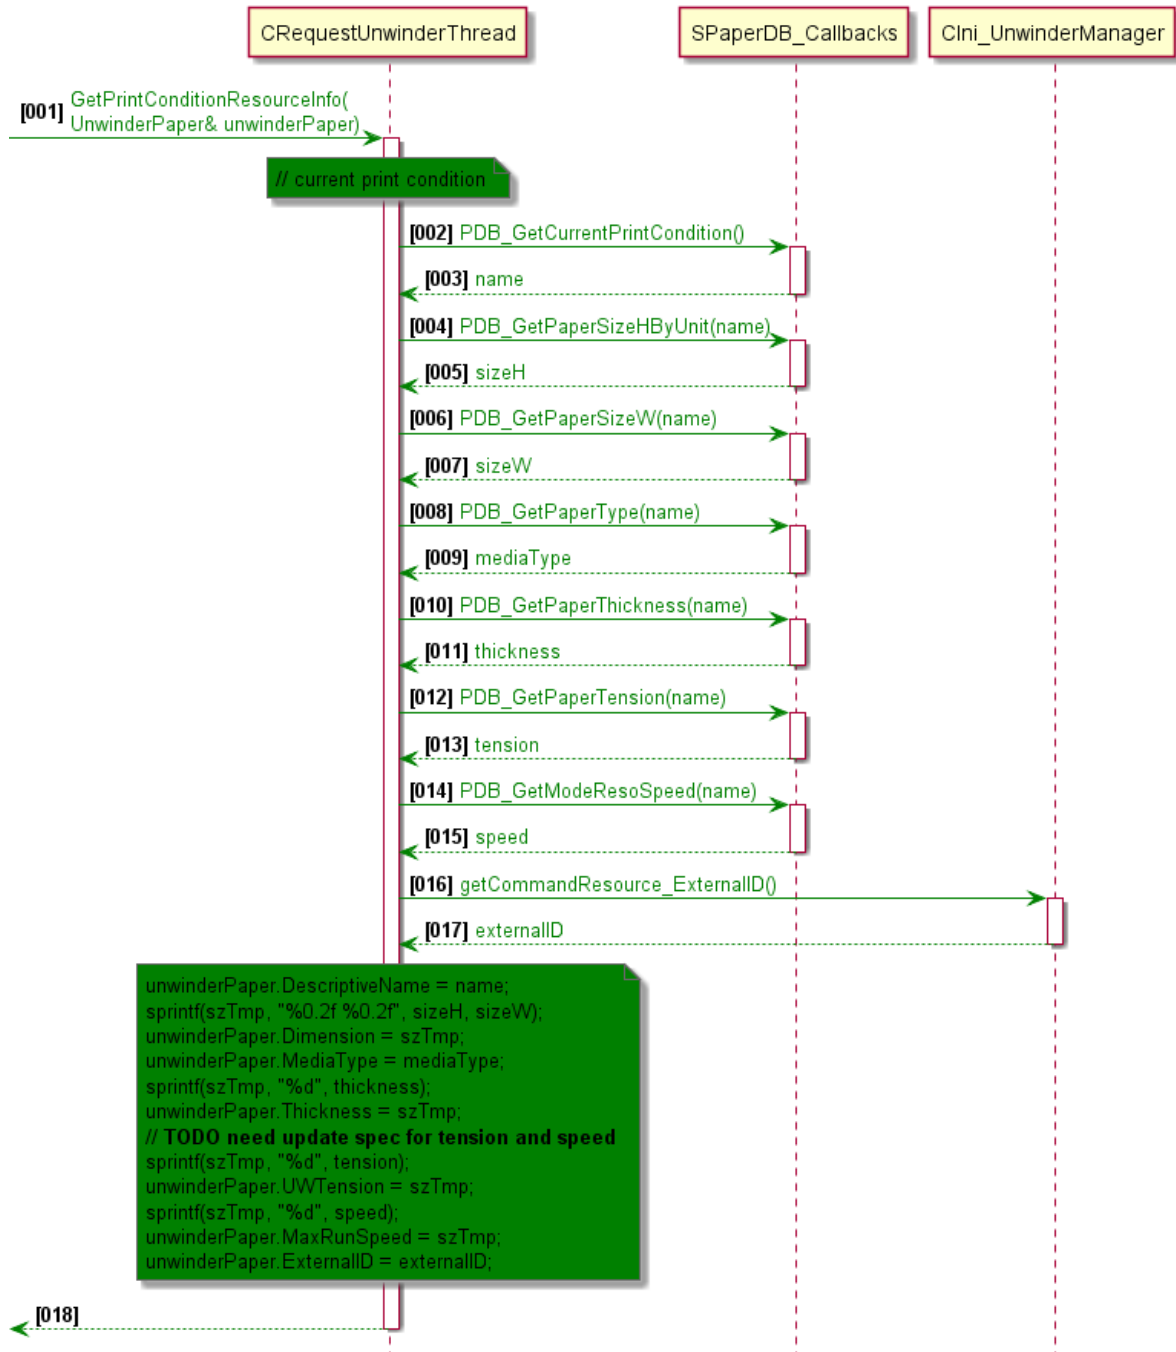 CRequestUnwinderThread
SPaperDB_Callbacks
CIni_UnwinderManager
[001] GetPrintConditionResourceInfo(
UnwinderPaper& unwinderPaper)
// current print condition
[002] PDB_GetCurrentPrintCondition()
[003] name
[004] PDB_GetPaperSizeHByUnit(name)
[005] sizeH
[006] PDB_GetPaperSizeW(name)
[007] sizeW
[008] PDB_GetPaperType(name)
[009] mediaType
[010] PDB_GetPaperThickness(name)
[011] thickness
[012] PDB_GetPaperTension(name)
[013] tension
[014] PDB_GetModeResoSpeed(name)
[015] speed
[016] getCommandResource_ExternalID()
[017] externalID
unwinderPaper.DescriptiveName = name;
sprintf(szTmp, "%0.2f %0.2f", sizeH, sizeW);
unwinderPaper.Dimension = szTmp;
unwinderPaper.MediaType = mediaType;
sprintf(szTmp, "%d", thickness);
unwinderPaper.Thickness = szTmp;
// TODO need update spec for tension and speed
sprintf(szTmp, "%d", tension);
unwinderPaper.UWTension = szTmp;
sprintf(szTmp, "%d", speed);
unwinderPaper.MaxRunSpeed = szTmp;
unwinderPaper.ExternalID = externalID;
[018]